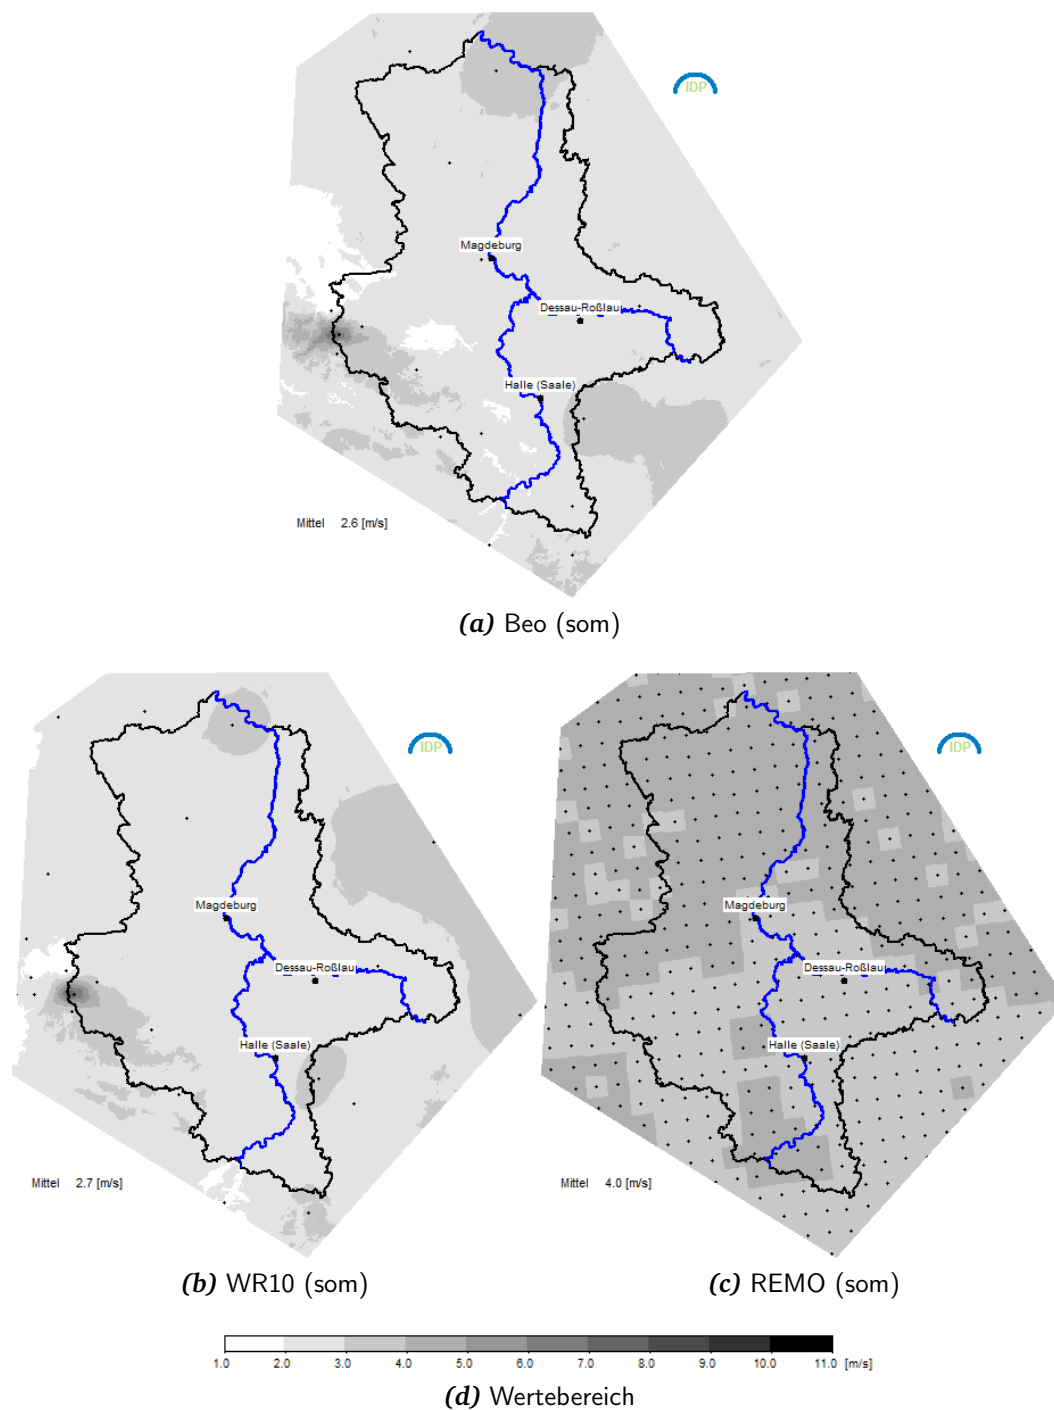 IDP
Magdeburg
Dessau-Roßlau
Halle (Saale)
Mittel 2.6 [m/s]
(a) Beo (som)
IDP
Magdeburg
Dessau-Roßlau
Halle (Saale)
Mittel 2.7 [m/s]
(b) WR10 (som)
IDP
Magdeburg
Dessau-Roßlau
Halle (Saale)
Mittel 4.0 [m/s]
(c) REMO (som)
1.0 2.0 3.0 4.0 5.0 6.0 7.0 8.0 9.0 10.0 11.0 [m/s]
(d) Wertebereich